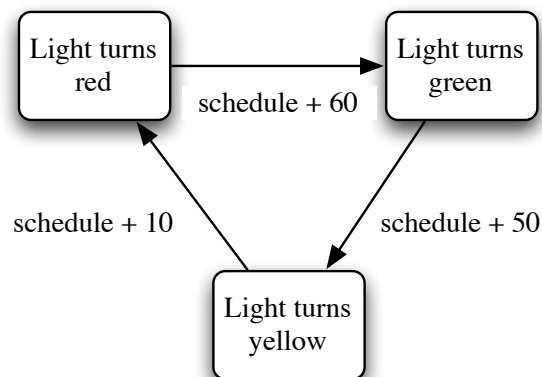 Light turns
red
Light turns
green
schedule + 60
schedule + 10
schedule + 50
Light turns
yellow